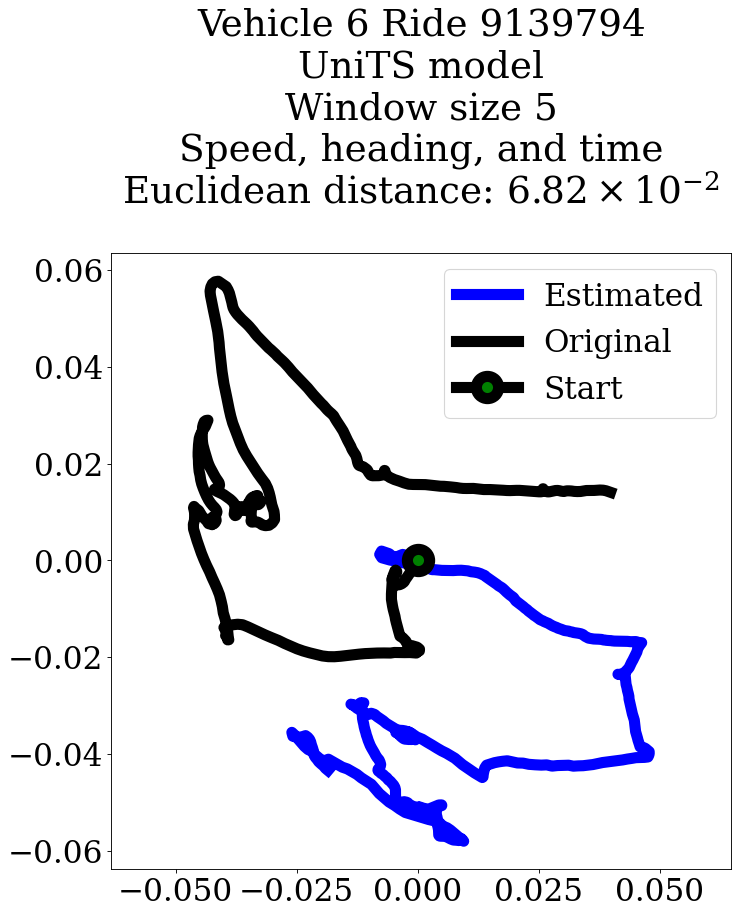 Vehicle 6 Ride 9139794
UniTS model
Window size 5
Speed, heading, and time
Euclidean distance: 6.82 × 10⁻²
Estimated
Original
Start
0.06
0.04
0.02
0.00
−0.02
−0.04
−0.06
−0.050 −0.025 0.000 0.025 0.050